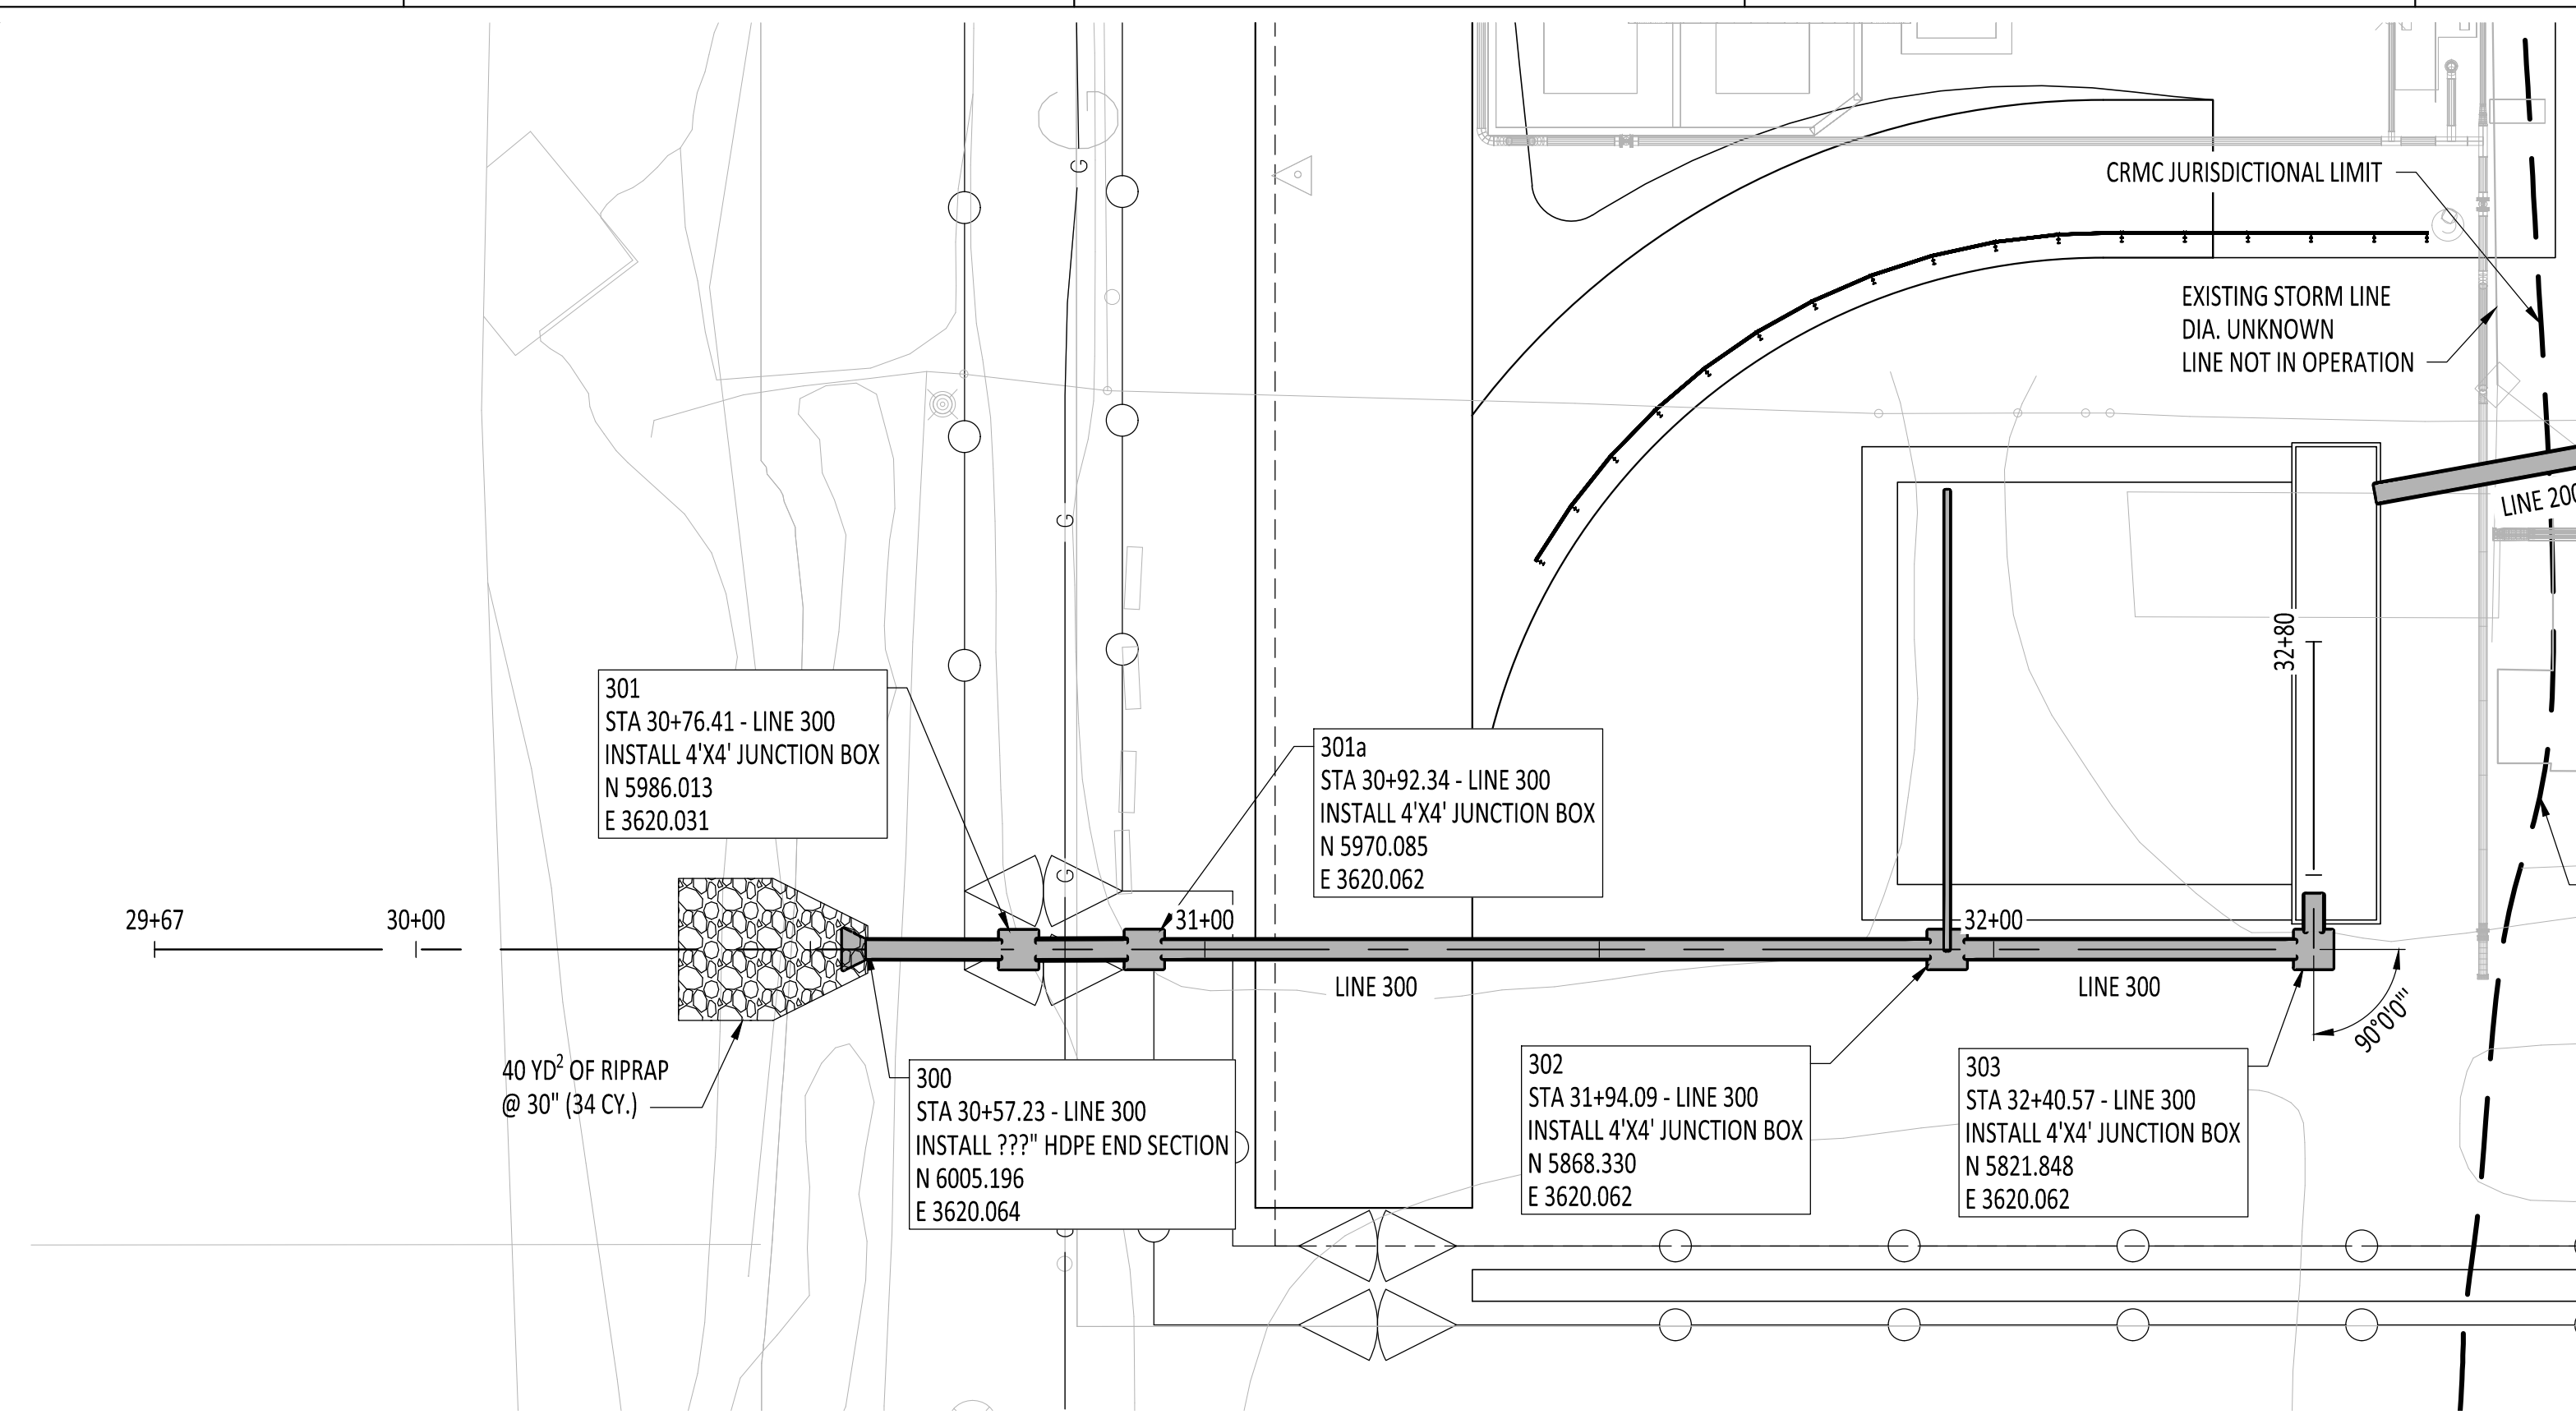 CRMC JURISDICTIONAL LIMIT
G
EXISTING STORM LINE
DIA. UNKNOWN
LINE NOT IN OPERATION
G
LINE 200
32+80
301
STA 30+76.41 - LINE 300
INSTALL 4'X4' JUNCTION BOX
N 5986.013
E 3620.031
301a
STA 30+92.34 - LINE 300
INSTALL 4'X4' JUNCTION BOX
N 5970.085
E 3620.062
G
29+67
30+00
31+00
32+00
LINE 300
LINE 300
90°0'0"'
40 YD² OF RIPRAP
@ 30" (34 CY.)
300
STA 30+57.23 - LINE 300
INSTALL ???" HDPE END SECTION
N 6005.196
E 3620.064
302
STA 31+94.09 - LINE 300
INSTALL 4'X4' JUNCTION BOX
N 5868.330
E 3620.062
303
STA 32+40.57 - LINE 300
INSTALL 4'X4' JUNCTION BOX
N 5821.848
E 3620.062